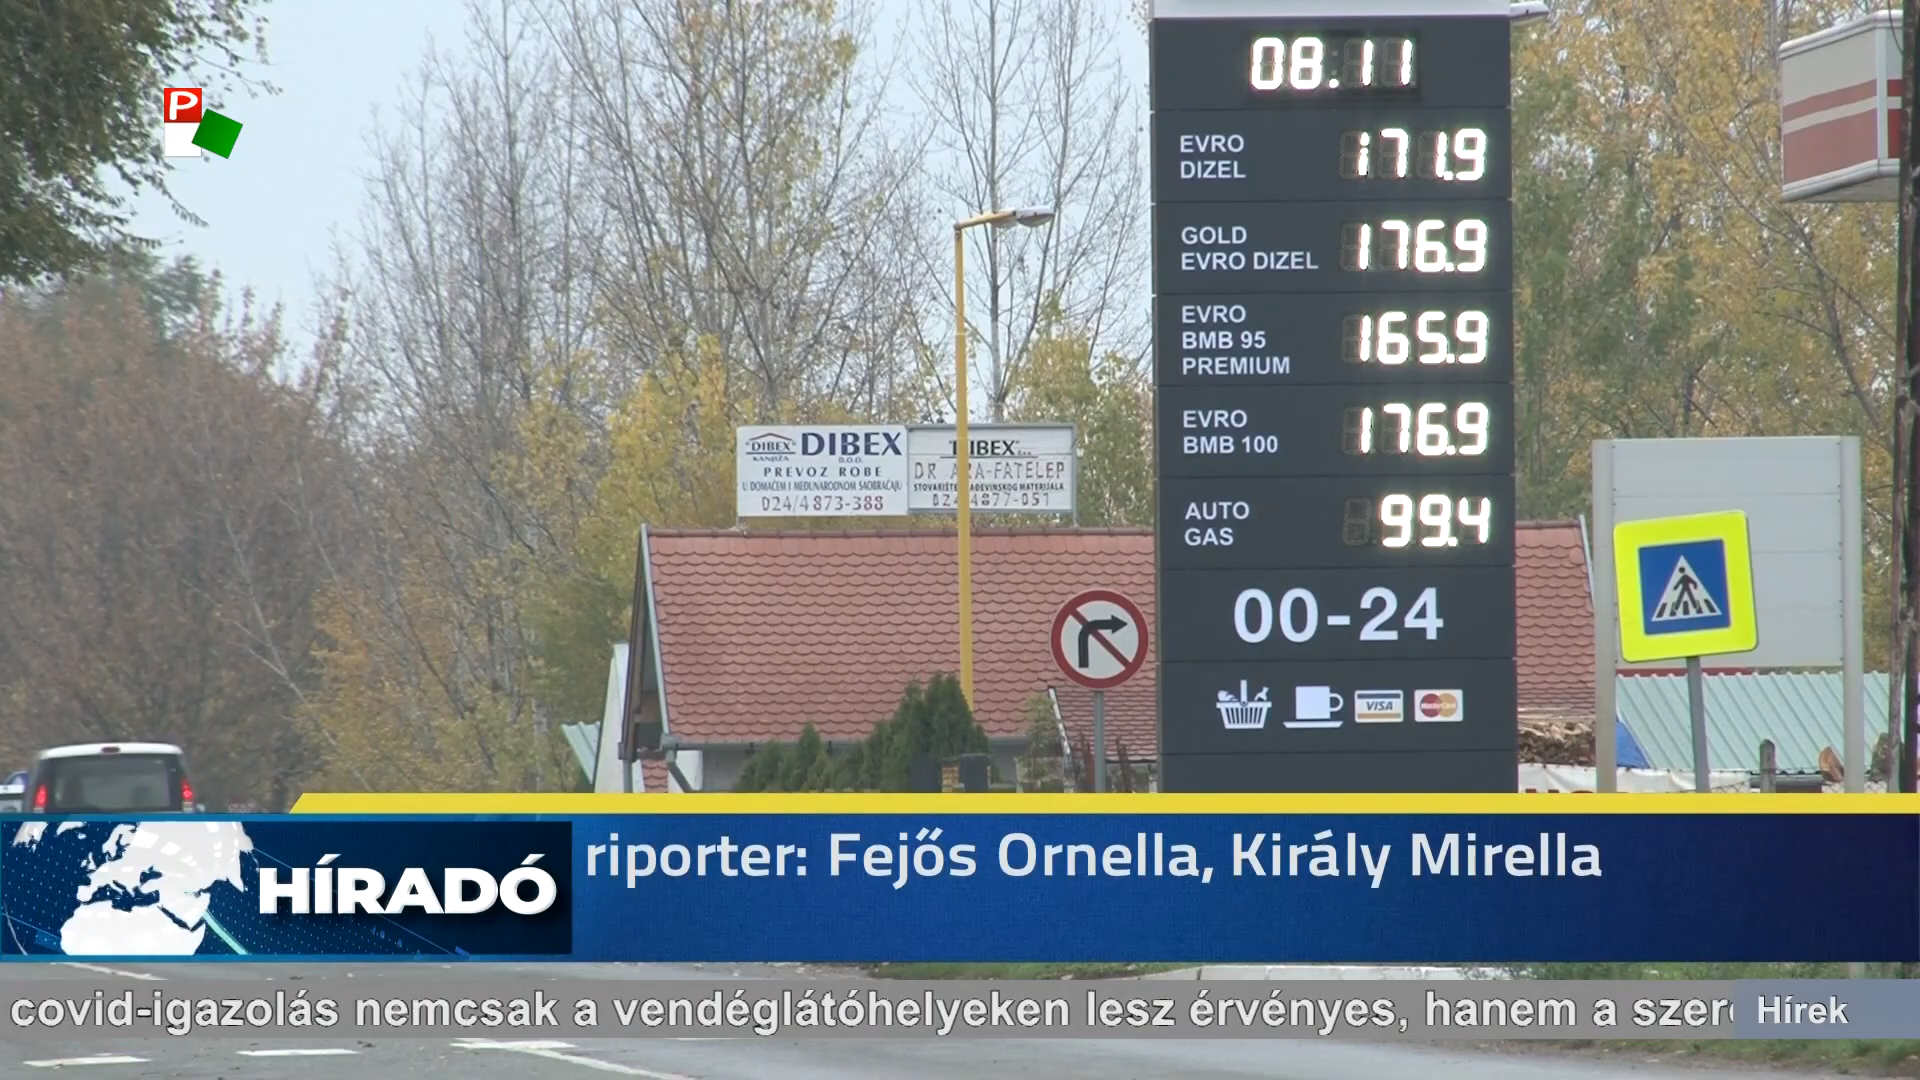 P
08.11
EVRO
DIZEL
171.9
GOLD
EVRO DIZEL
176.9
EVRO
BMB 95
PREMIUM
165.9
EVRO
BMB 100
176.9
AUTO
GAS
99.4
00-24
VISA
MasterCard
DIBEX DIBEX
KANJIŽA D.O.O.
PREVOZ ROBE
U DOMAĆEM I MEĐUNARODNOM SAOBRAĆAJU
024/4873-388
DIBEX
FATELEP
HÍRADÓ
riporter: Fejős Ornella, Király Mirella
covid-igazolás nemcsak a vendéglátóhelyeken lesz érvényes, hanem a szer
Hírek